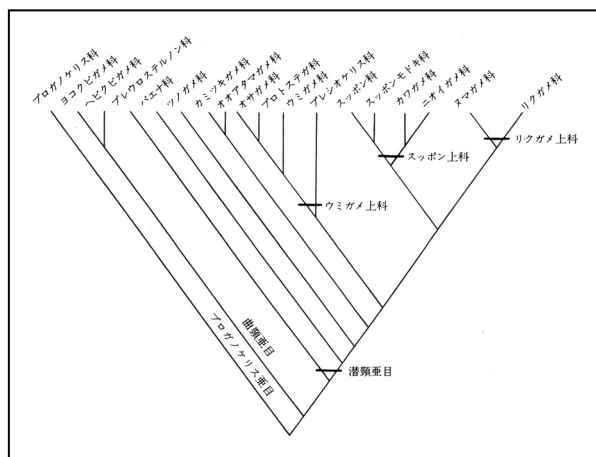 プロガノケリス科
ヨコクビガメ科
ヘビクビガメ科
プレウロステルノン科
バエナ科
ツノガメ科
カミツキガメ科
オオアタマガメ科
オサガメ科
プロトステガ科
ウミガメ科
プレシオケリス科
スッポン科
スッポンモドキ科
カワガメ科
ニオイガメ科
ヌマガメ科
リクガメ科
リクガメ上科
スッポン上科
ウミガメ上科
曲頸亜目
プロガノケリス亜目
潜頸亜目